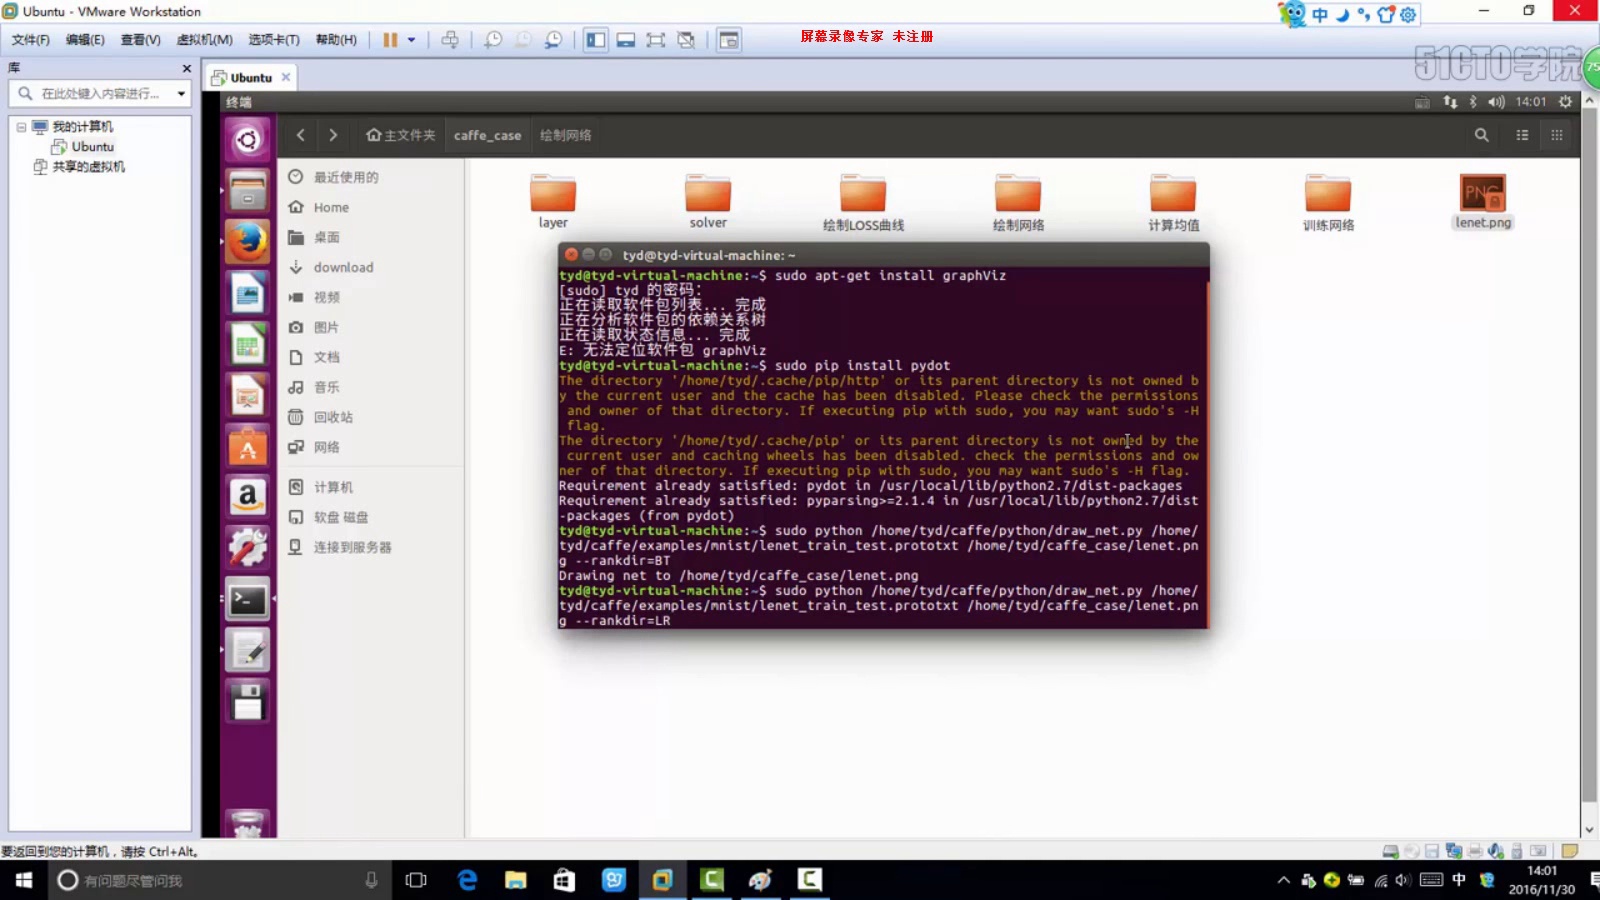 Ubuntu - VMware Workstation
中
文件(F) 编辑(E) 查看(V) 虚拟机(M) 选项卡(T) 帮助(H)
屏幕录像专家 未注册
51CTO学院
75
库
在此处键入内容进行...
我的计算机
Ubuntu
共享的虚拟机
Ubuntu
终端
14:01
主文件夹 caffe_case 绘制网络
最近使用的
Home
桌面
download
视频
图片
文档
音乐
回收站
网络
计算机
软盘 磁盘
连接到服务器
layer
solver
绘制LOSS曲线
绘制网络
计算均值
训练网络
PNG
lenet.png
tyd@tyd-virtual-machine: ~
tyd@tyd-virtual-machine:~$ sudo apt-get install graphViz
[sudo] tyd 的密码:
正在读取软件包列表... 完成
正在分析软件包的依赖关系树
正在读取状态信息... 完成
E: 无法定位软件包 graphViz
tyd@tyd-virtual-machine:~$ sudo pip install pydot
The directory '/home/tyd/.cache/pip/http' or its parent directory is not owned b
y the current user and the cache has been disabled. Please check the permissions
and owner of that directory. If executing pip with sudo, you may want sudo's -H
flag.
The directory '/home/tyd/.cache/pip' or its parent directory is not owned by the
current user and caching wheels has been disabled. check the permissions and ow
ner of that directory. If executing pip with sudo, you may want sudo's -H flag.
Requirement already satisfied: pydot in /usr/local/lib/python2.7/dist-packages
Requirement already satisfied: pyparsing>=2.1.4 in /usr/local/lib/python2.7/dist
-packages (from pydot)
tyd@tyd-virtual-machine:~$ sudo python /home/tyd/caffe/python/draw_net.py /home/
tyd/caffe/examples/mnist/lenet_train_test.prototxt /home/tyd/caffe_case/lenet.pn
g --rankdir=BT
Drawing net to /home/tyd/caffe_case/lenet.png
tyd@tyd-virtual-machine:~$ sudo python /home/tyd/caffe/python/draw_net.py /home/
tyd/caffe/examples/mnist/lenet_train_test.prototxt /home/tyd/caffe_case/lenet.pn
g --rankdir=LR
要返回到您的计算机，请按 Ctrl+Alt。
有问题尽管问我
中
14:01
2016/11/30